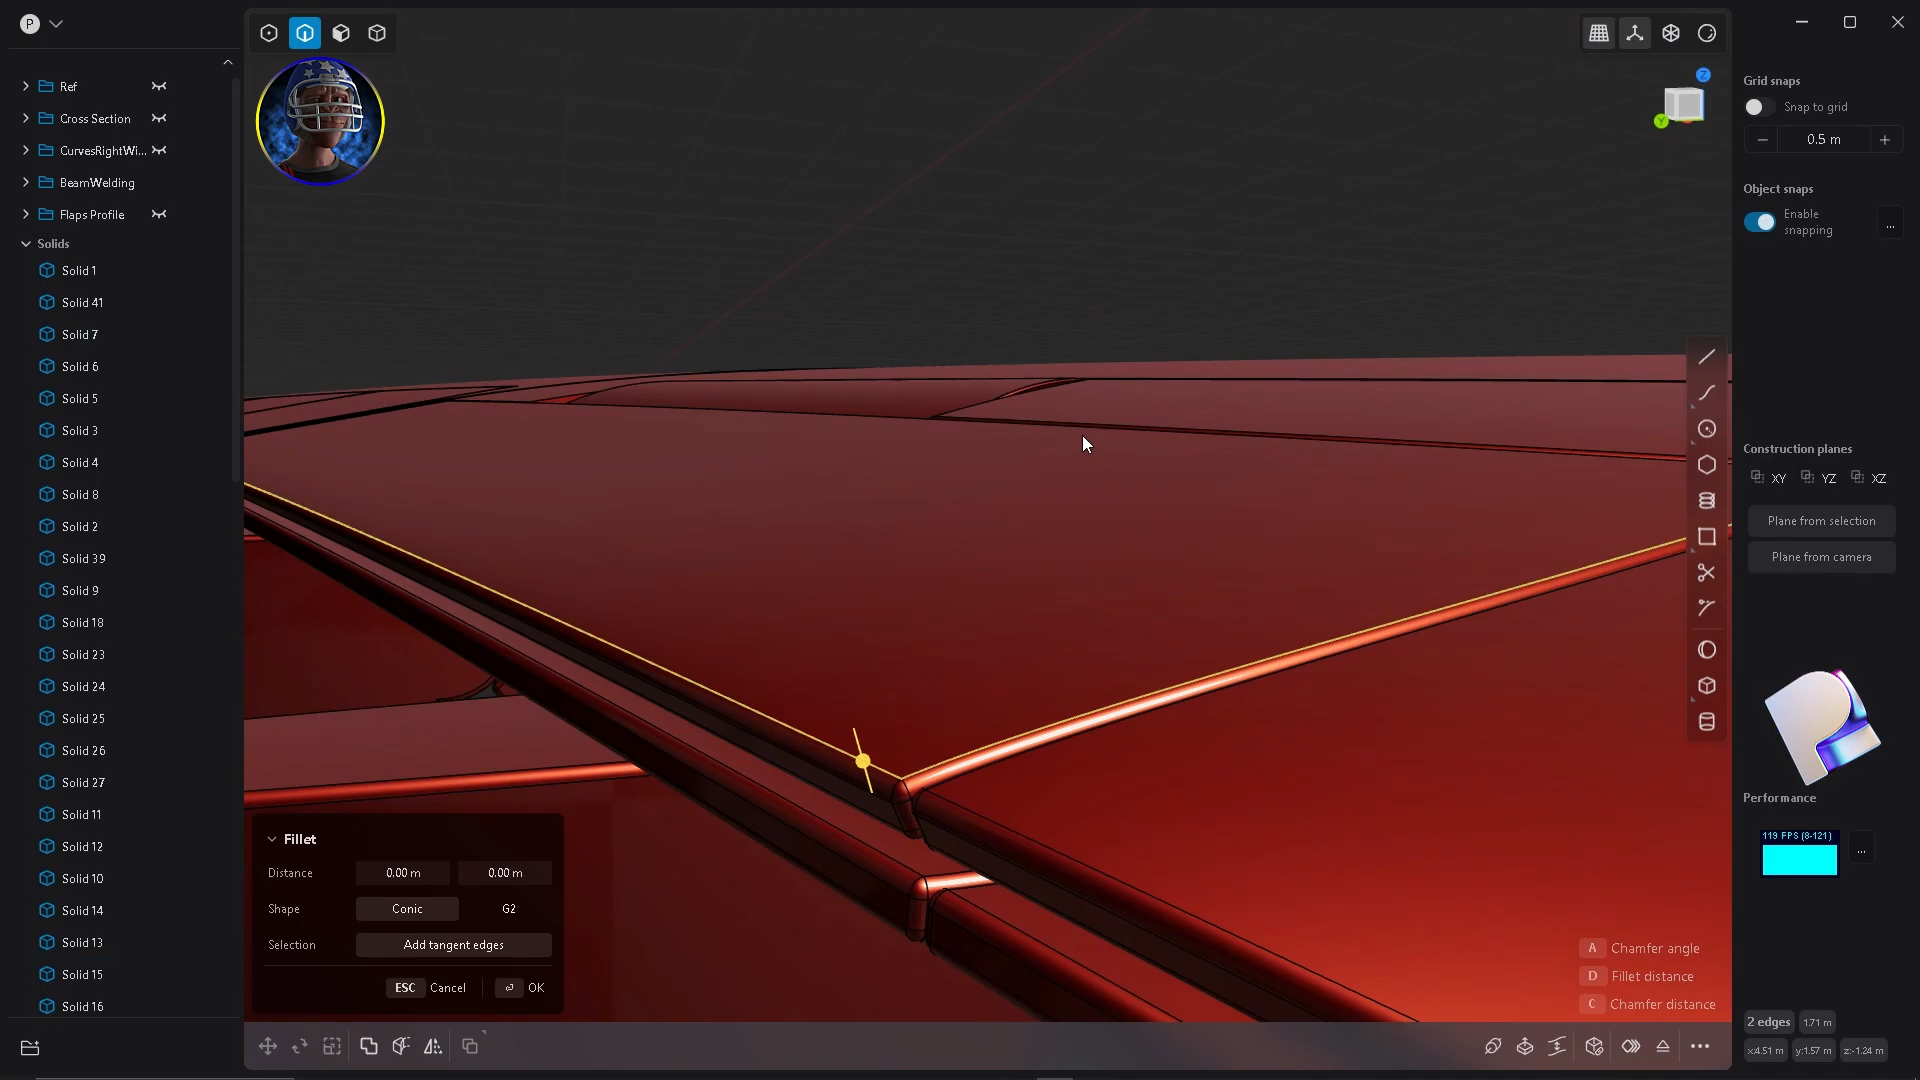 P
Ref
Cross Section
CurvesRightWi...
BeamWelding
Flaps Profile
Solids
Solid 1
Solid 41
Solid 7
Solid 6
Solid 5
Solid 3
Solid 4
Solid 8
Solid 2
Solid 39
Solid 9
Solid 18
Solid 23
Solid 24
Solid 25
Solid 26
Solid 27
Solid 11
Solid 12
Solid 10
Solid 14
Solid 13
Solid 15
Solid 16
Z
Y
Fillet
Distance 0.00 m 0.00 m
Shape Conic G2
Selection Add tangent edges
ESC Cancel OK
A Chamfer angle
D Fillet distance
C Chamfer distance
Grid snaps
Snap to grid
0.5 m
Object snaps
Enable
snapping
...
Construction planes
XY YZ XZ
Plane from selection
Plane from camera
Performance
119 FPS (8-121)
...
2 edges 1.71 m
x:4.51 m y:1.57 m z:-1.24 m